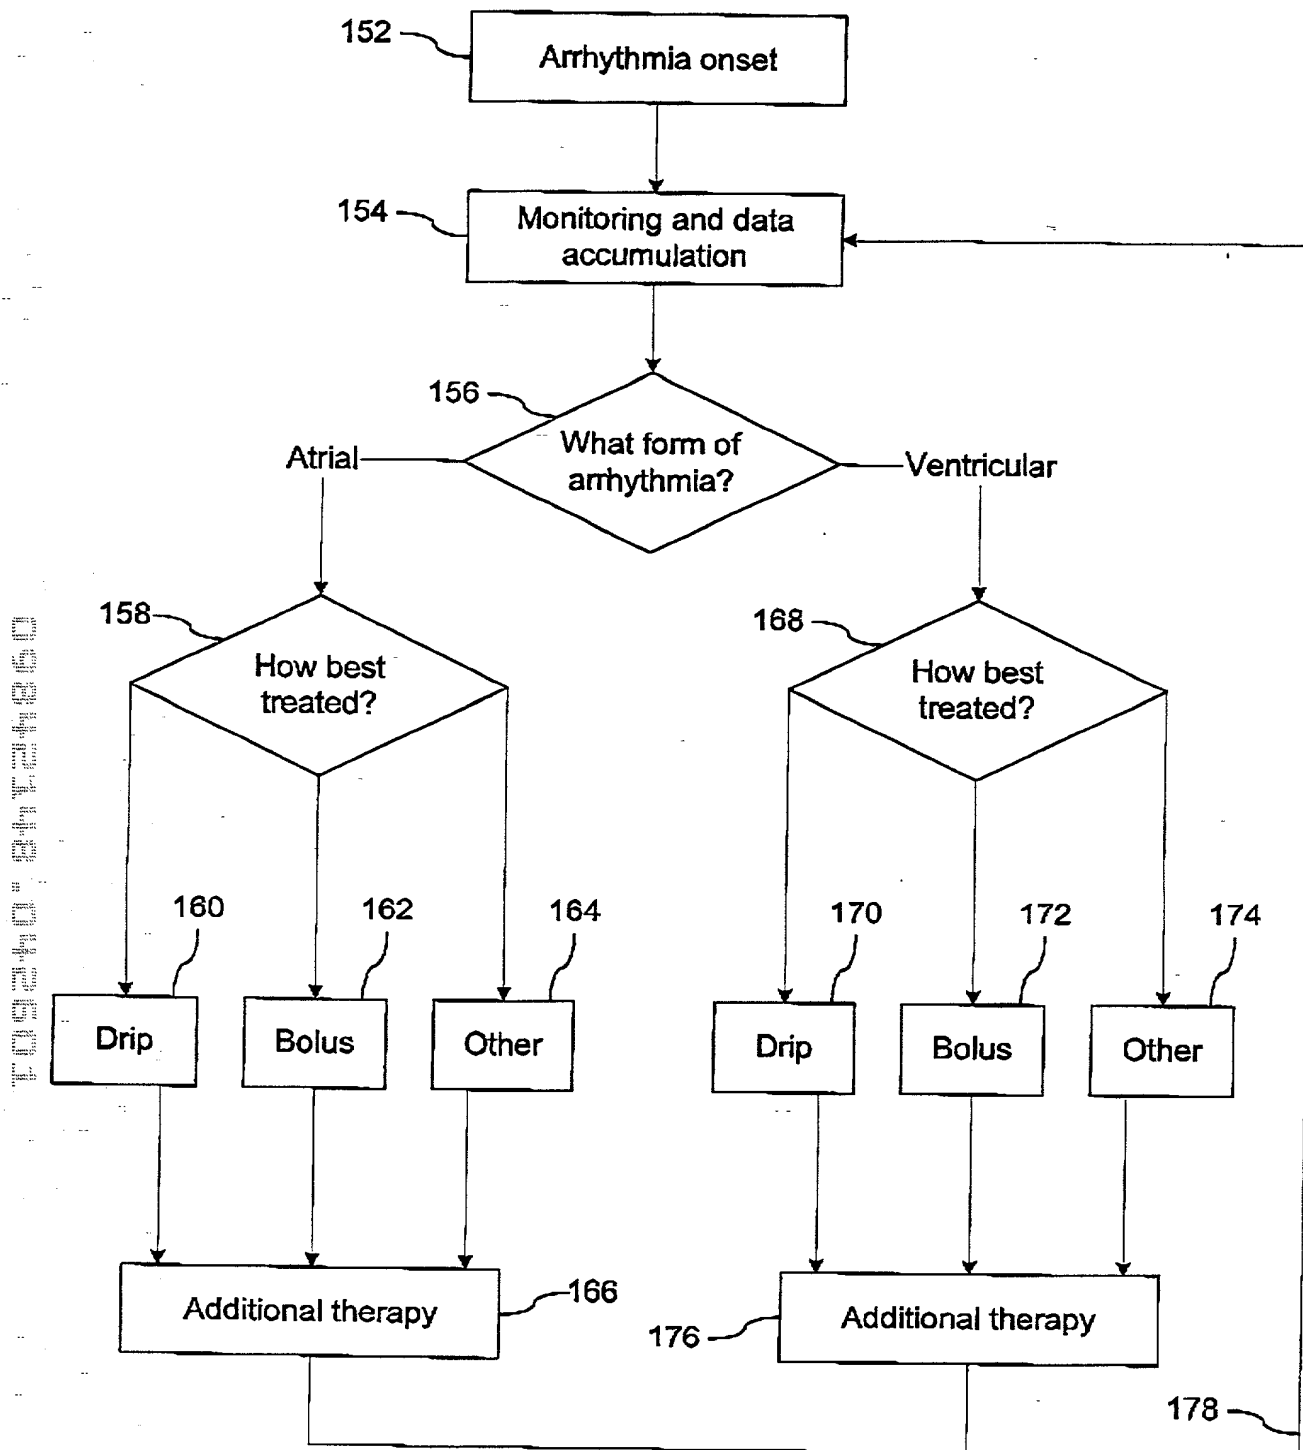 152
Arrhythmia onset
154
Monitoring and data
accumulation
156
What form of
arrhythmia?
Atrial
Ventricular
158
How best
treated?
168
How best
treated?
160
162
164
170
172
174
Drip
Bolus
Other
Drip
Bolus
Other
Additional therapy
166
Additional therapy
176
178